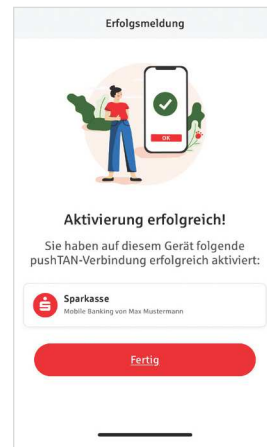 Erfolgsmeldung
OK
Aktivierung erfolgreich!
Sie haben auf diesem Gerät folgende
pushTAN-Verbindung erfolgreich aktiviert:
Sparkasse
Mobile Banking von Max Mustermann
Fertig